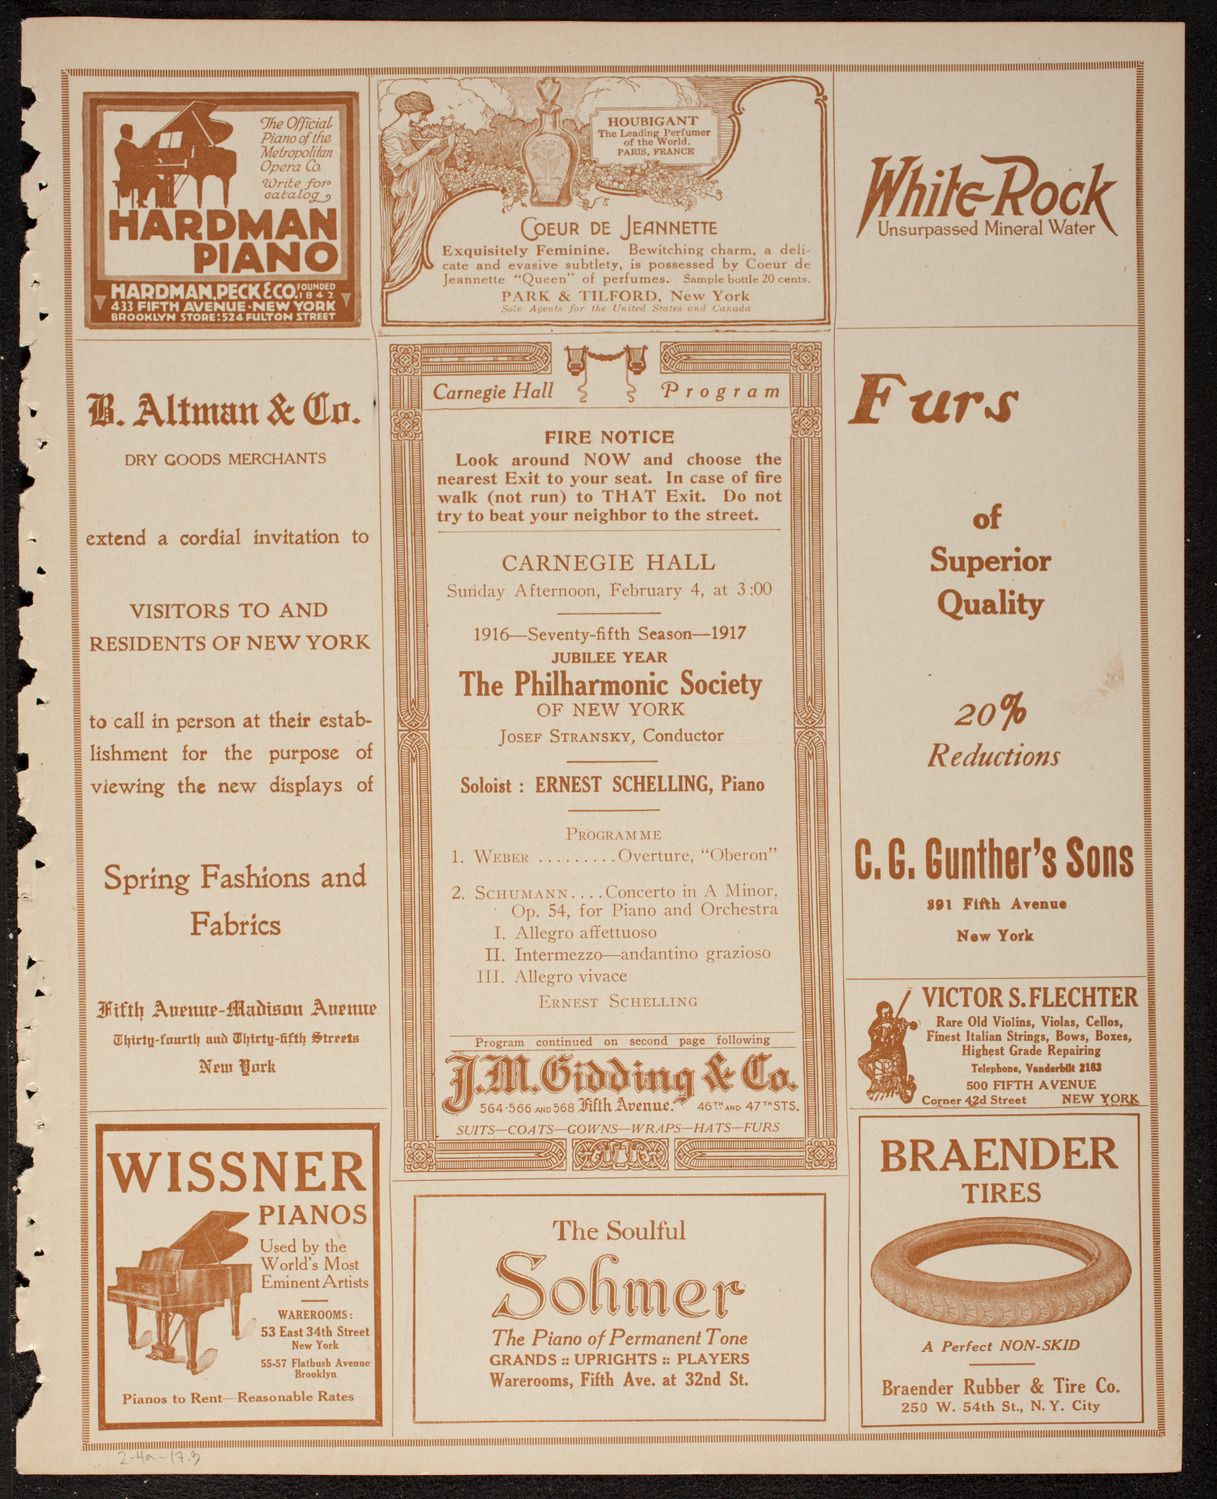 The Official
Piano of the
Metropolitan
Opera Co.
Write for
catalog
HARDMAN
PIANO
HARDMAN, PECK & CO. FOUNDED 1842
433 FIFTH AVENUE · NEW YORK
BROOKLYN STORE: 524 FULTON STREET
HOUBIGANT
The Leading Perfumer
of the World.
PARIS, FRANCE
COEUR DE JEANNETTE
Exquisitely Feminine. Bewitching charm, a deli-
cate and evasive subtlety, is possessed by Coeur de
Jeannette "Queen" of perfumes. Sample bottle 20 cents.
PARK & TILFORD, New York
Sole Agents for the United States and Canada
White Rock
Unsurpassed Mineral Water
B. Altman & Co.
DRY GOODS MERCHANTS
extend a cordial invitation to
VISITORS TO AND
RESIDENTS OF NEW YORK
to call in person at their estab-
lishment for the purpose of
viewing the new displays of
Spring Fashions and
Fabrics
Fifth Avenue-Madison Avenue
Thirty-fourth and Thirty-fifth Streets
New York
WISSNER
PIANOS
Used by the
World's Most
Eminent Artists
WAREROOMS:
53 East 34th Street
New York
55-57 Flatbush Avenue
Brooklyn
Pianos to Rent—Reasonable Rates
Carnegie Hall Program
FIRE NOTICE
Look around NOW and choose the
nearest Exit to your seat. In case of fire
walk (not run) to THAT Exit. Do not
try to beat your neighbor to the street.
CARNEGIE HALL
Sunday Afternoon, February 4, at 3:00
1916—Seventy-fifth Season—1917
JUBILEE YEAR
The Philharmonic Society
OF NEW YORK
JOSEF STRANSKY, Conductor
Soloist : ERNEST SCHELLING, Piano
PROGRAMME
1. WEBER .........Overture, "Oberon"
2. SCHUMANN....Concerto in A Minor,
Op. 54, for Piano and Orchestra
I. Allegro affettuoso
II. Intermezzo—andantino grazioso
III. Allegro vivace
ERNEST SCHELLING
Program continued on second page following
J.M. Gidding & Co.
564-566 AND 568 Fifth Avenue. 46TH AND 47TH STS.
SUITS—COATS—GOWNS—WRAPS—HATS—FURS
The Soulful
Sohmer
The Piano of Permanent Tone
GRANDS :: UPRIGHTS :: PLAYERS
Warerooms, Fifth Ave. at 32nd St.
Furs
of
Superior
Quality
20%
Reductions
C. G. Gunther's Sons
391 Fifth Avenue
New York
VICTOR S. FLECHTER
Rare Old Violins, Violas, Cellos,
Finest Italian Strings, Bows, Boxes,
Highest Grade Repairing
Telephone, Vanderbilt 2183
500 FIFTH AVENUE
Corner 42d Street NEW YORK
BRAENDER
TIRES
A Perfect NON-SKID
Braender Rubber & Tire Co.
250 W. 54th St., N. Y. City
2-4a-17.3